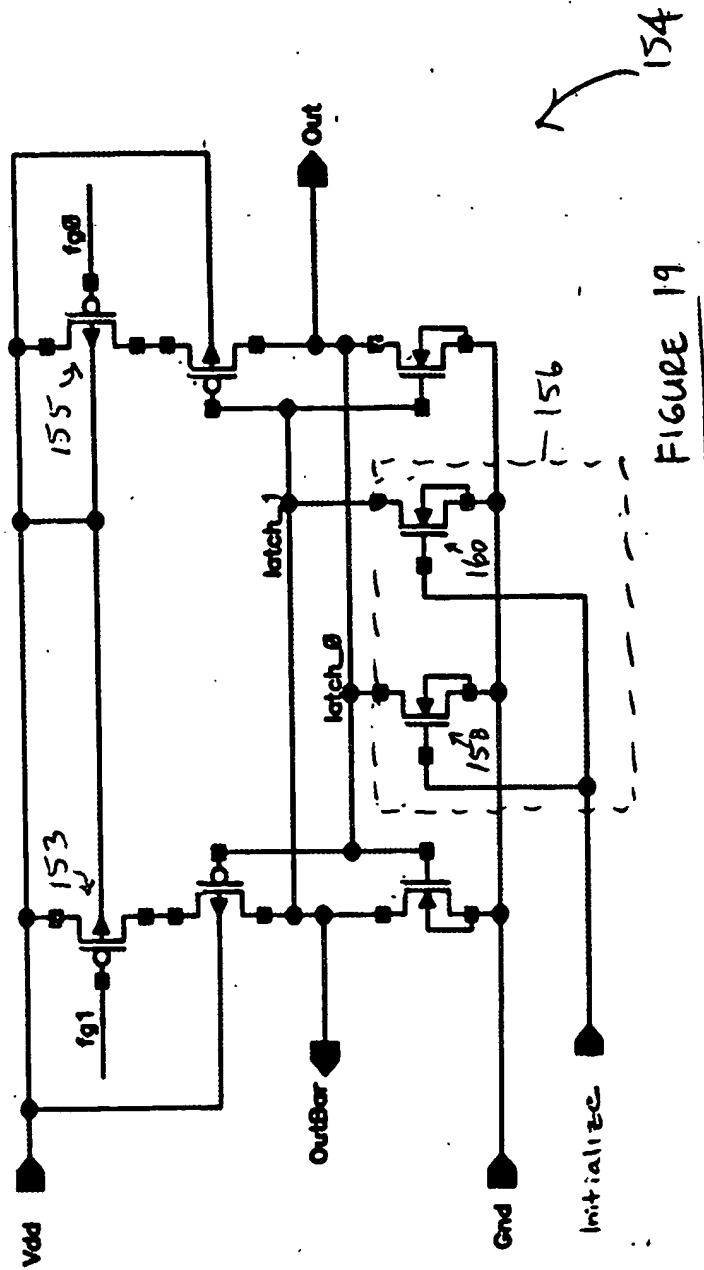 154
Vdd
fg1
153
155
fg0
OutBar
Out
latch_1
latch_0
158
160
156
Gnd
Initialize
FIGURE 19